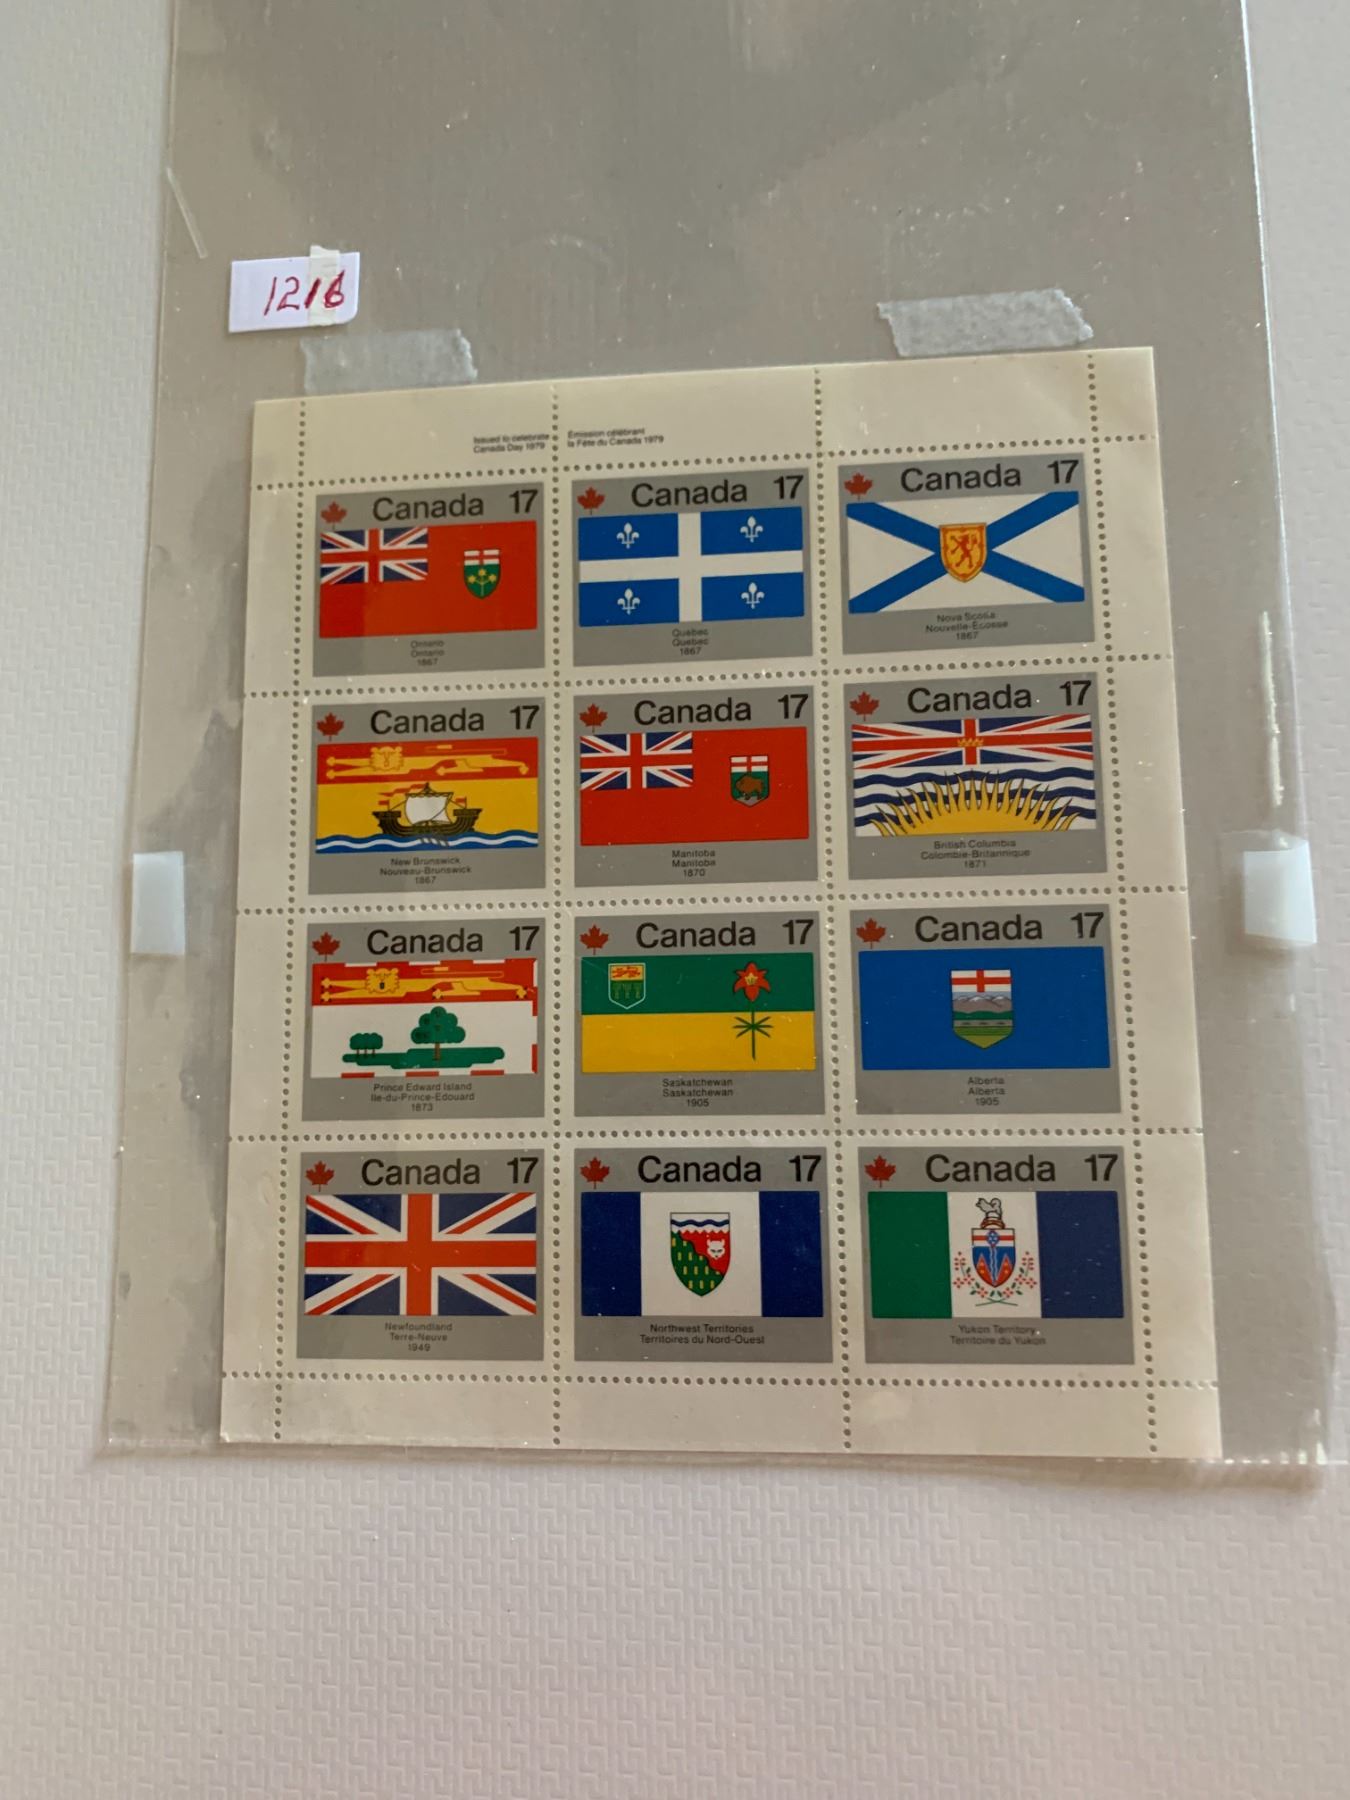 1216
Issued to celebrate
Canada Day 1979
Émission célébrant
la Fête du Canada 1979
Canada 17
Ontario
Ontario
1867
Canada 17
Québec
Quebec
1867
Canada 17
Nova Scotia
Nouvelle-Écosse
1867
Canada 17
New Brunswick
Nouveau-Brunswick
1867
Canada 17
Manitoba
Manitoba
1870
Canada 17
British Columbia
Colombie-Britannique
1871
Canada 17
Prince Edward Island
Ile-du-Prince-Edouard
1873
Canada 17
Saskatchewan
Saskatchewan
1905
Canada 17
Alberta
Alberta
1905
Canada 17
Newfoundland
Terre-Neuve
1949
Canada 17
Northwest Territories
Territoires du Nord-Ouest
Canada 17
Yukon Territory
Territoire du Yukon